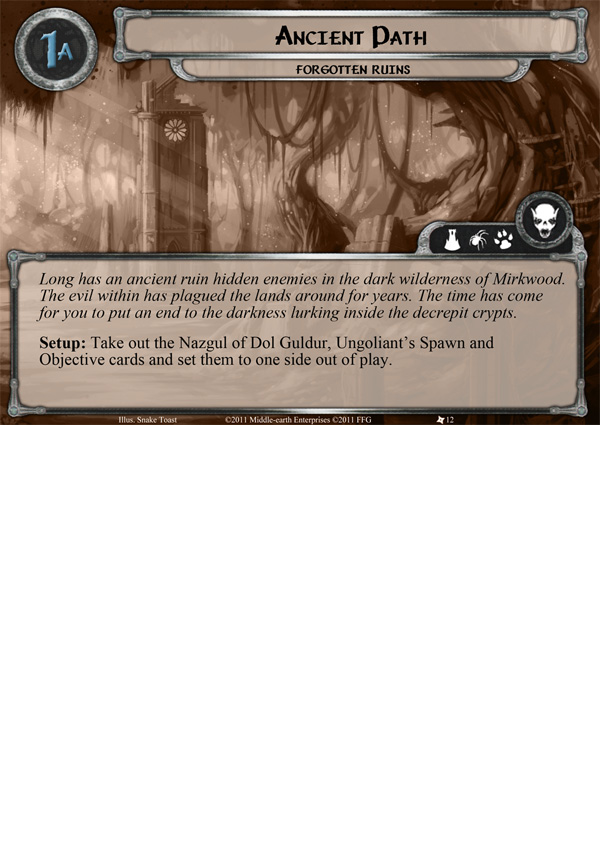 1A
Ancient Path
Forgotten Ruins
Long has an ancient ruin hidden enemies in the dark wilderness of Mirkwood.
The evil within has plagued the lands around for years. The time has come
for you to put an end to the darkness lurking inside the decrepit crypts.
Setup: Take out the Nazgul of Dol Guldur, Ungoliant's Spawn and
Objective cards and set them to one side out of play.
Illus. Snake Toast ©2011 Middle-earth Enterprises ©2011 FFG 12